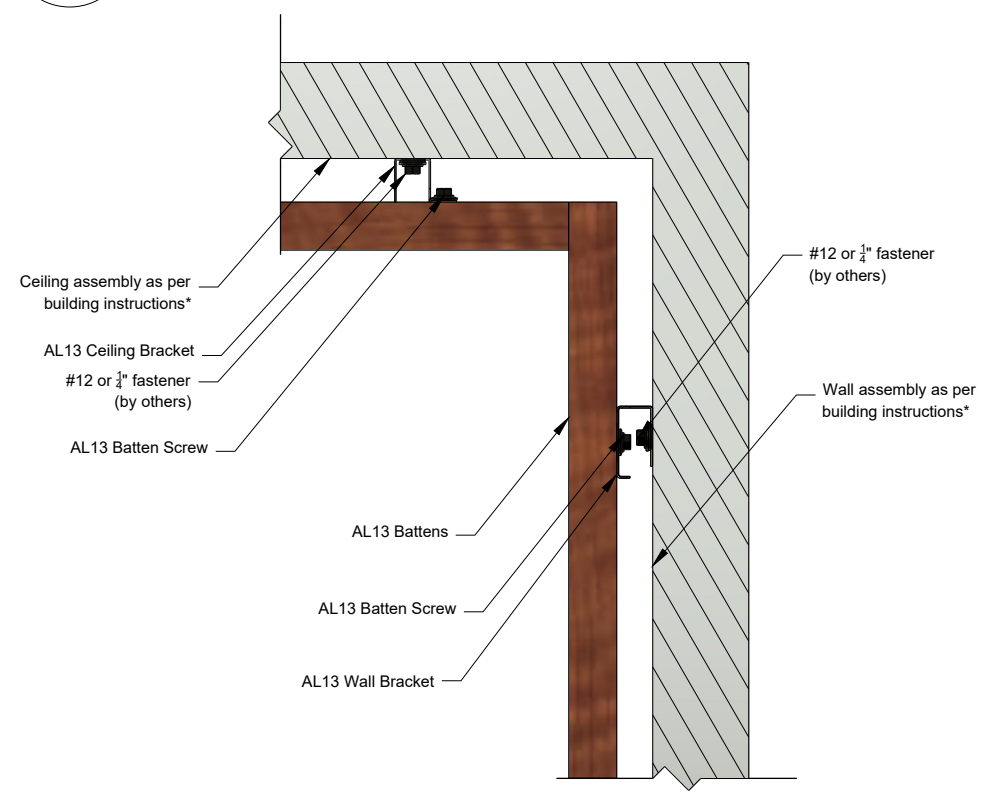 Ceiling assembly as per
building instructions*
AL13 Ceiling Bracket
#12 or 1/4" fastener
(by others)
AL13 Batten Screw
#12 or 1/4" fastener
(by others)
Wall assembly as per
building instructions*
AL13 Battens
AL13 Batten Screw
AL13 Wall Bracket